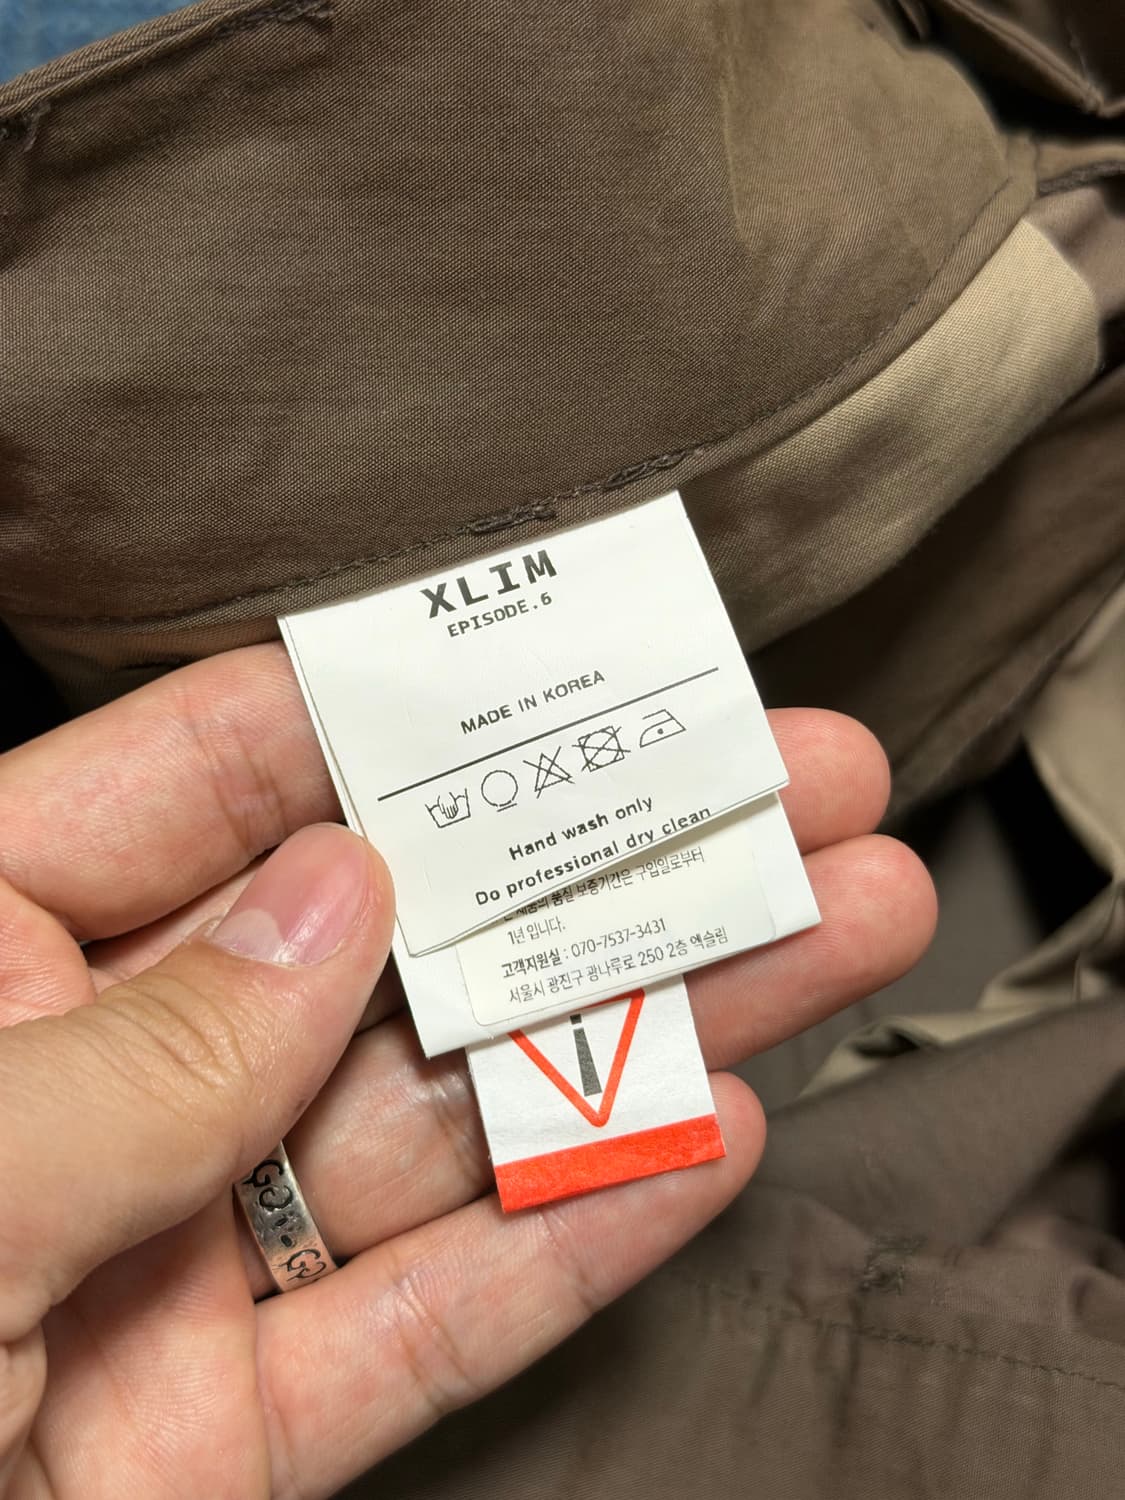 XLIM
EPISODE.6
MADE IN KOREA
Hand wash only
Do professional dry clean
제품의 품질 보증기간은 구입일로부터
1년 입니다.
고객지원실 : 070-7537-3431
서울시 광진구 광나루로 250 2층 엑슬림